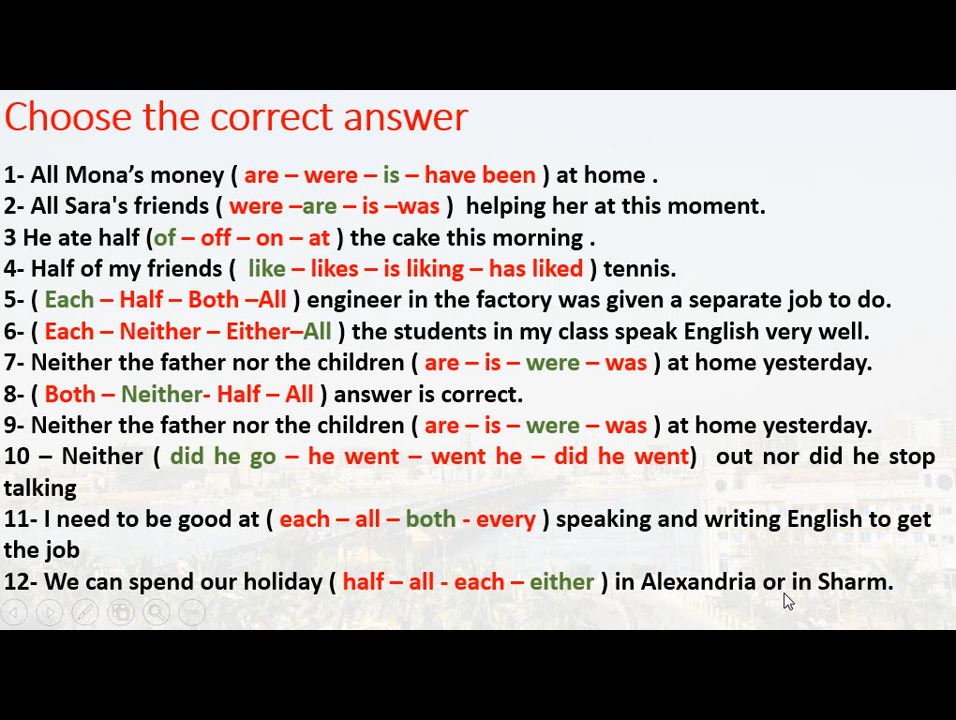 Choose the correct answer
1- All Mona’s money ( are – were – is – have been ) at home .
2- All Sara's friends ( were –are – is –was ) helping her at this moment.
3 He ate half (of – off – on – at ) the cake this morning .
4- Half of my friends ( like – likes – is liking – has liked ) tennis.
5- ( Each – Half – Both –All ) engineer in the factory was given a separate job to do.
6- ( Each – Neither – Either–All ) the students in my class speak English very well.
7- Neither the father nor the children ( are – is – were – was ) at home yesterday.
8- ( Both – Neither- Half – All ) answer is correct.
9- Neither the father nor the children ( are – is – were – was ) at home yesterday.
10 – Neither ( did he go – he went – went he – did he went) out nor did he stop
talking
11- I need to be good at ( each – all – both - every ) speaking and writing English to get
the job
12- We can spend our holiday ( half – all - each – either ) in Alexandria or in Sharm.